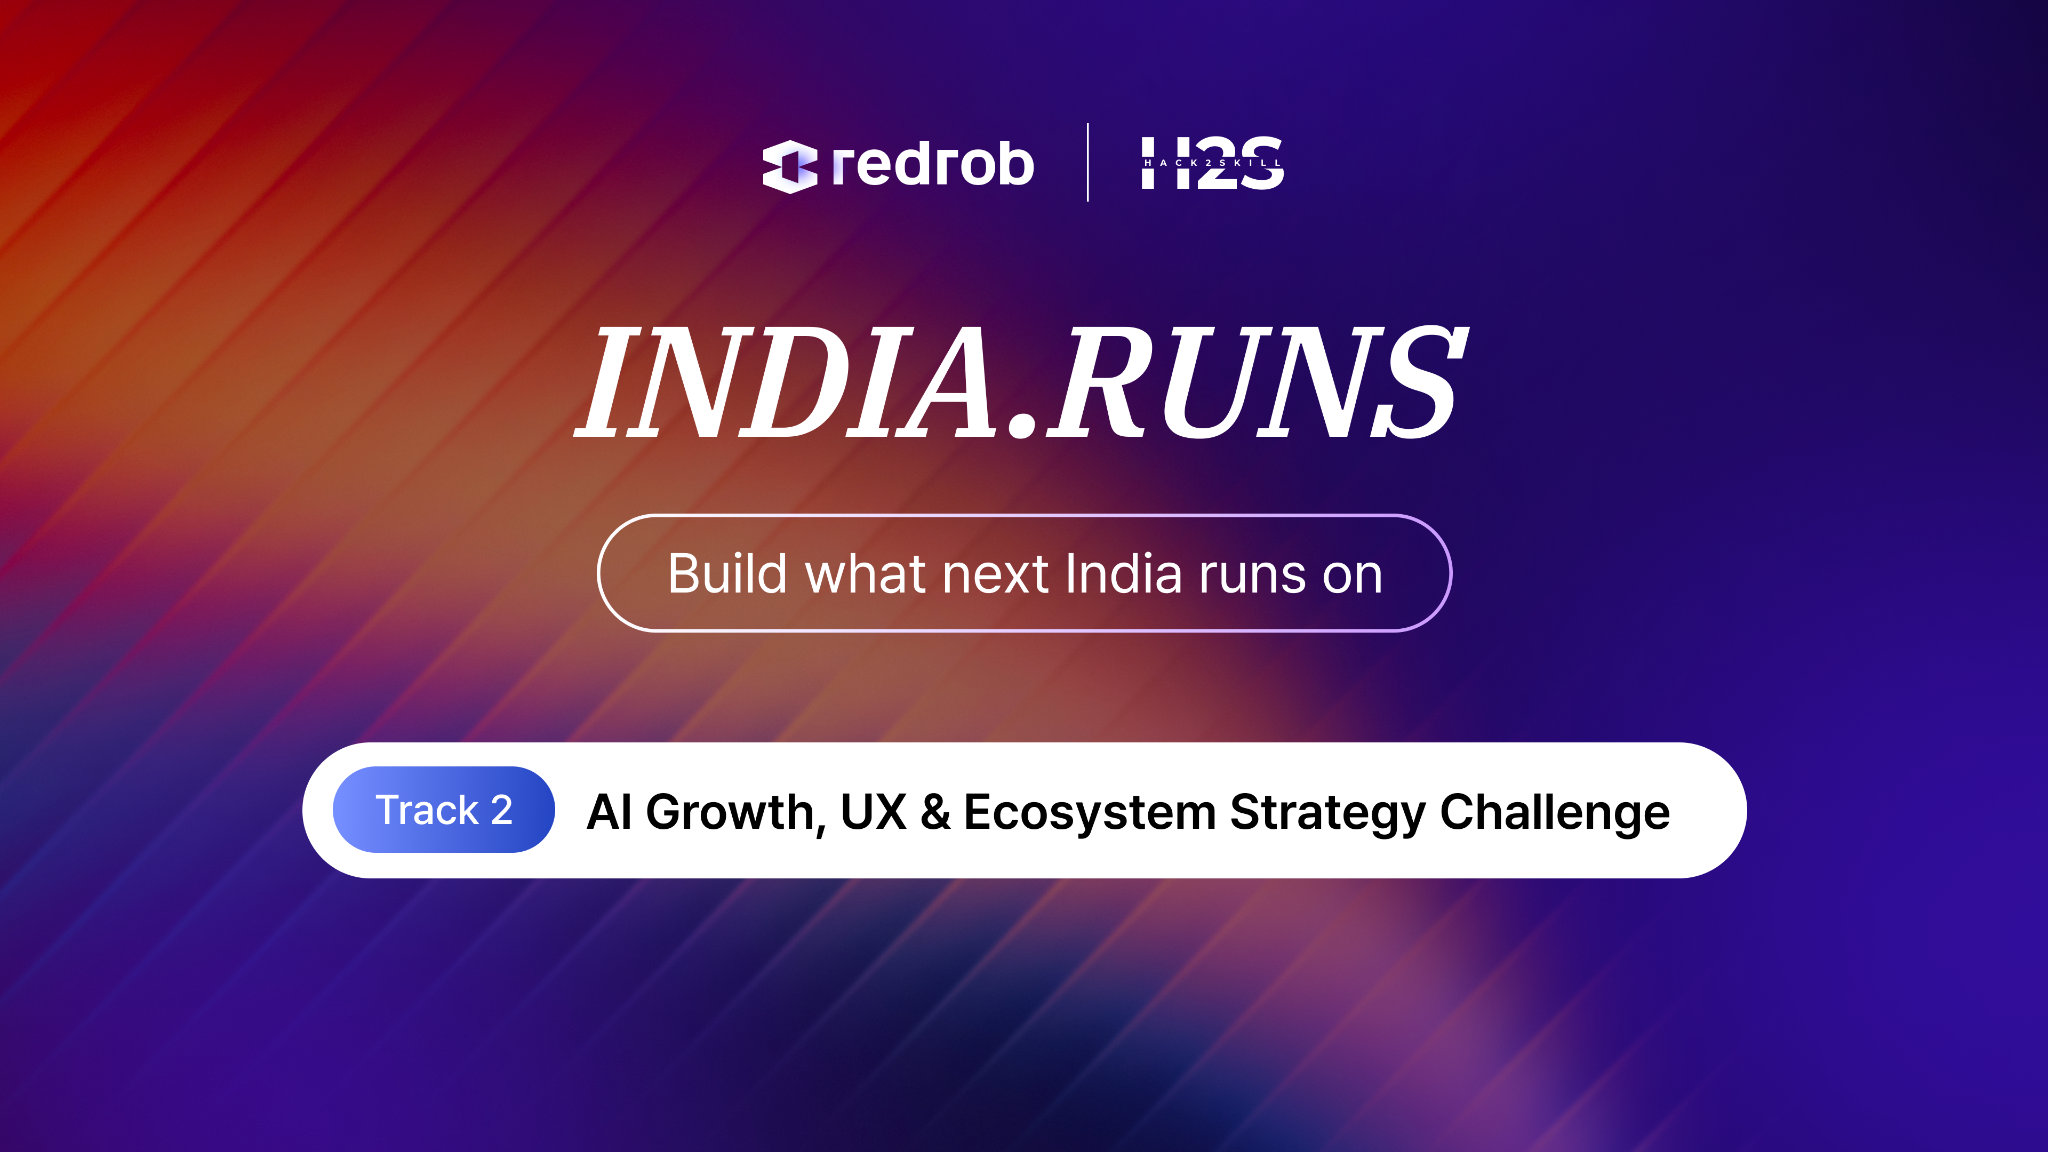 redrob
H2S
HACK2SKILL
INDIA.RUNS
Build what next India runs on
Track 2
AI Growth, UX & Ecosystem Strategy Challenge